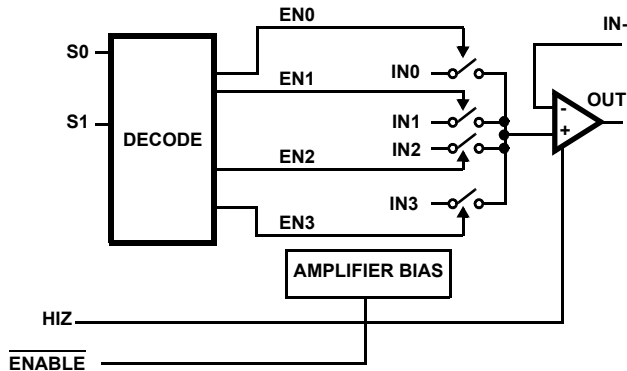 EN0
IN-
S0
IN0
EN1
OUT
S1
IN1
-
+
DECODE
IN2
EN2
IN3
EN3
AMPLIFIER BIAS
HIZ
ENABLE